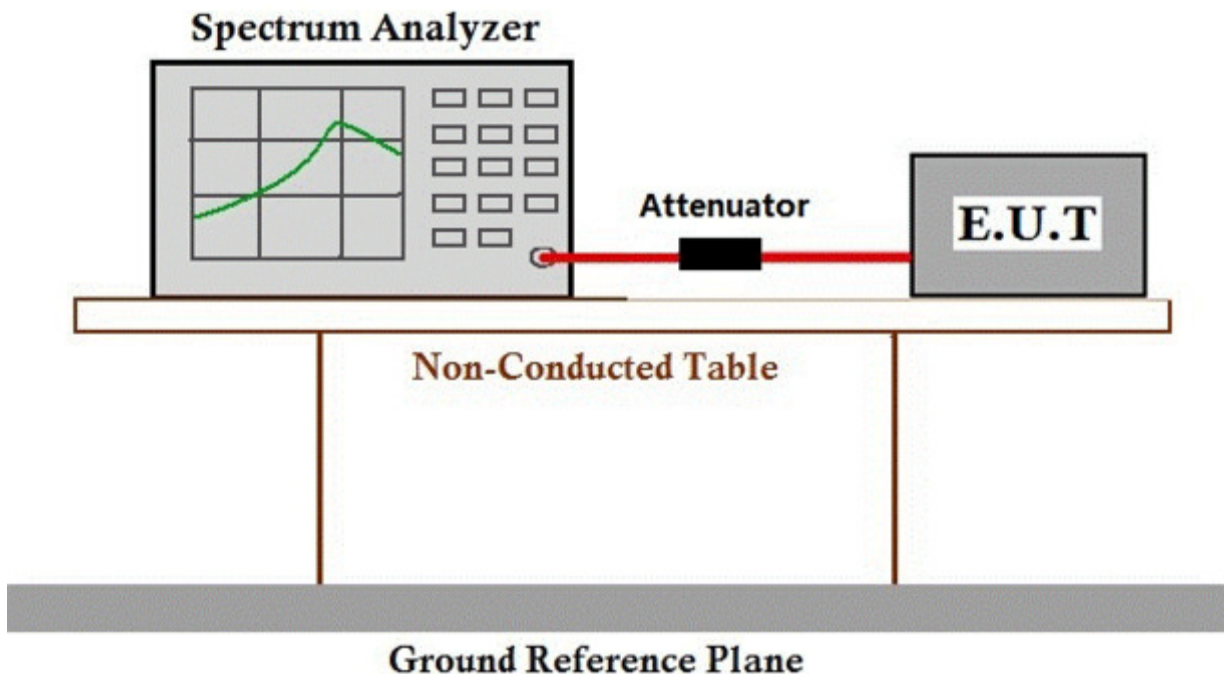 Spectrum Analyzer
Attenuator
E.U.T
Non-Conducted Table
Ground Reference Plane